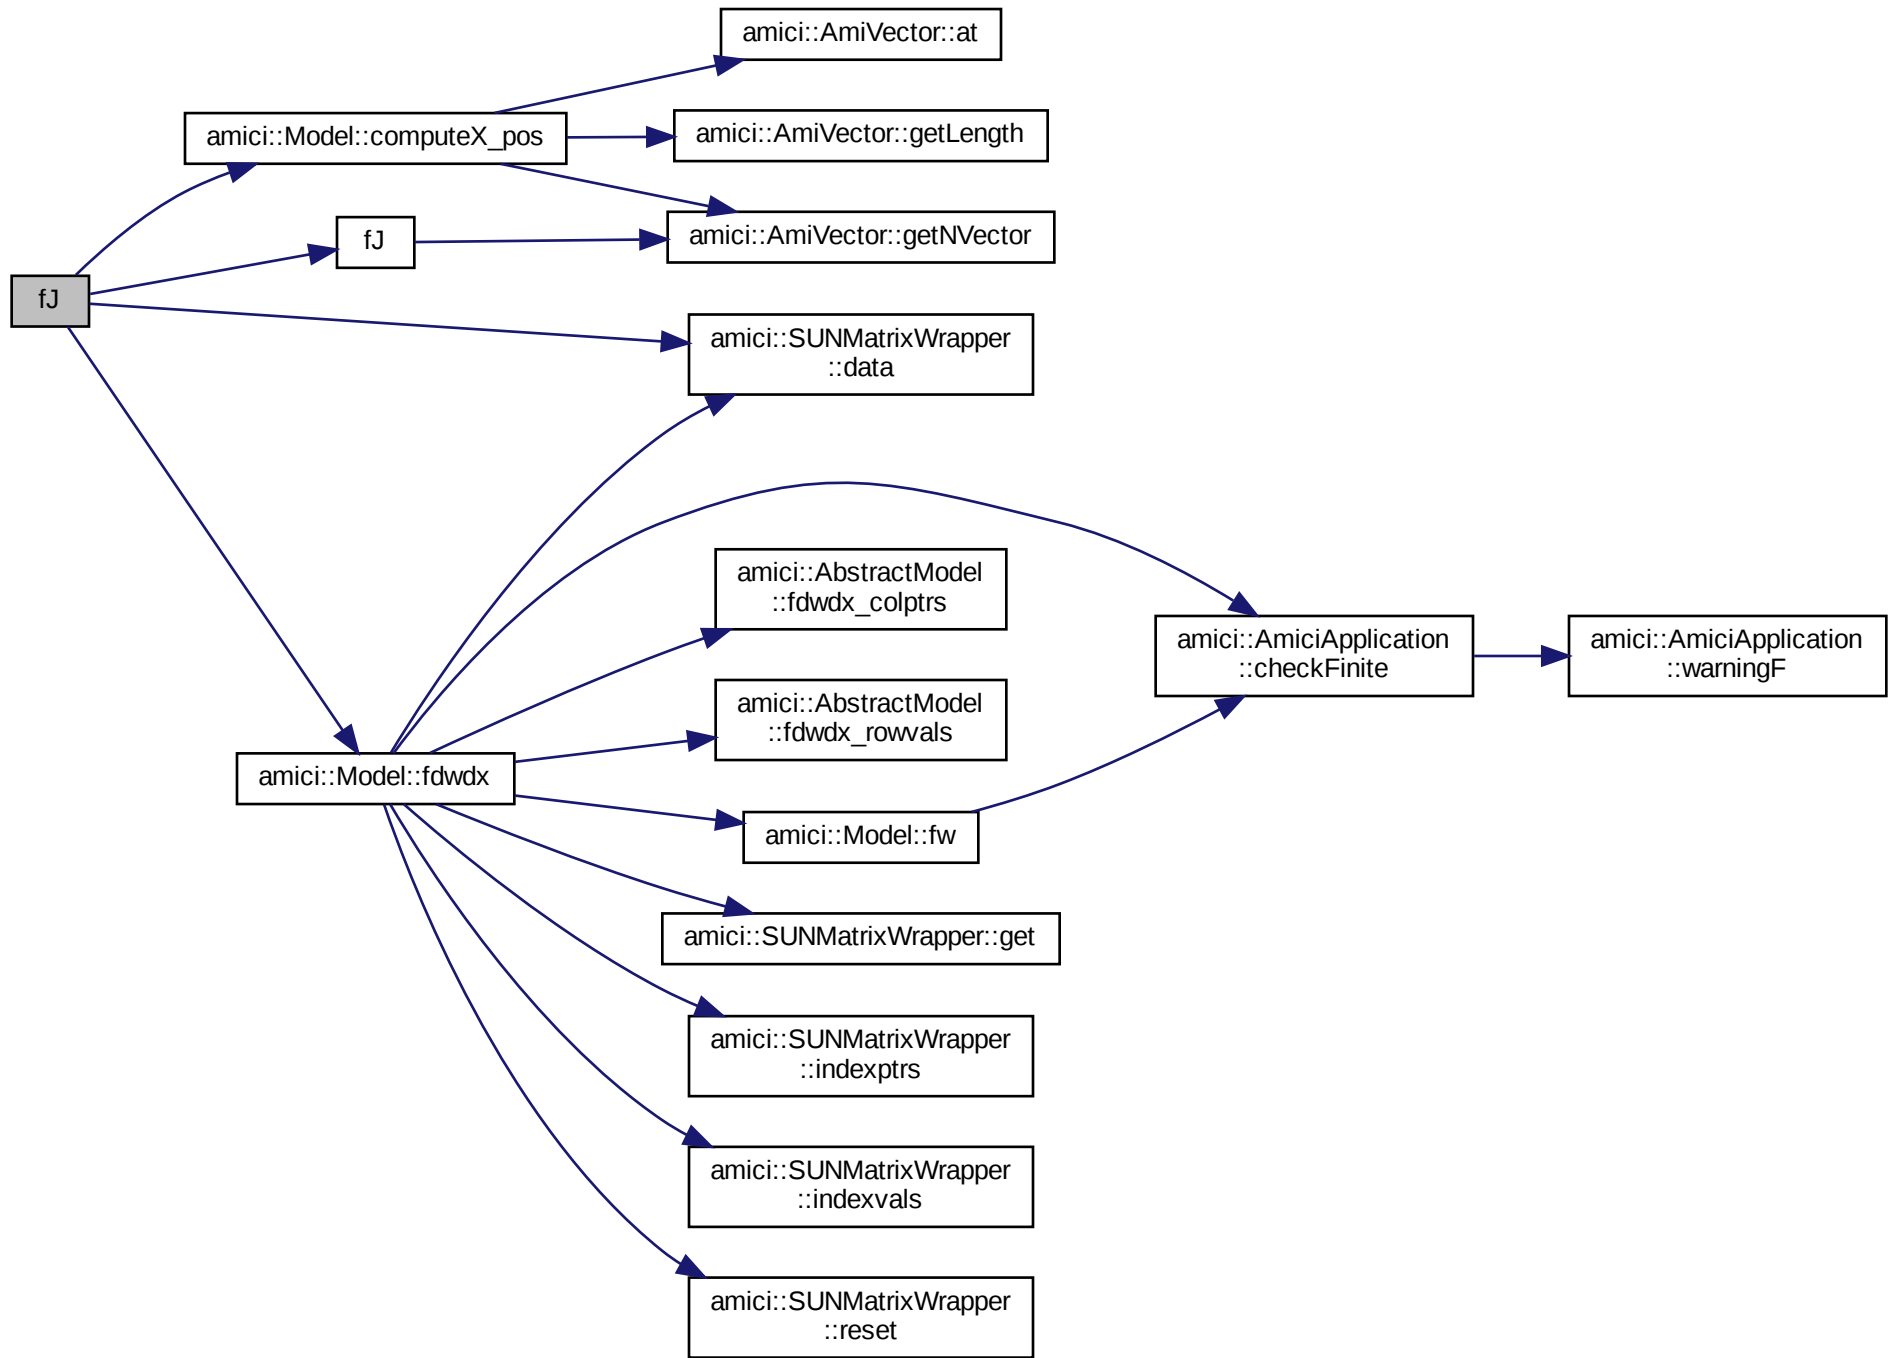 amici::AmiVector::at
amici::Model::computeX_pos
amici::AmiVector::getLength
fJ
amici::AmiVector::getNVector
fJ
amici::SUNMatrixWrapper
::data
amici::AbstractModel
::fdwdx_colptrs
amici::AmiciApplication
::checkFinite
amici::AmiciApplication
::warningF
amici::AbstractModel
::fdwdx_rowvals
amici::Model::fdwdx
amici::Model::fw
amici::SUNMatrixWrapper::get
amici::SUNMatrixWrapper
::indexptrs
amici::SUNMatrixWrapper
::indexvals
amici::SUNMatrixWrapper
::reset